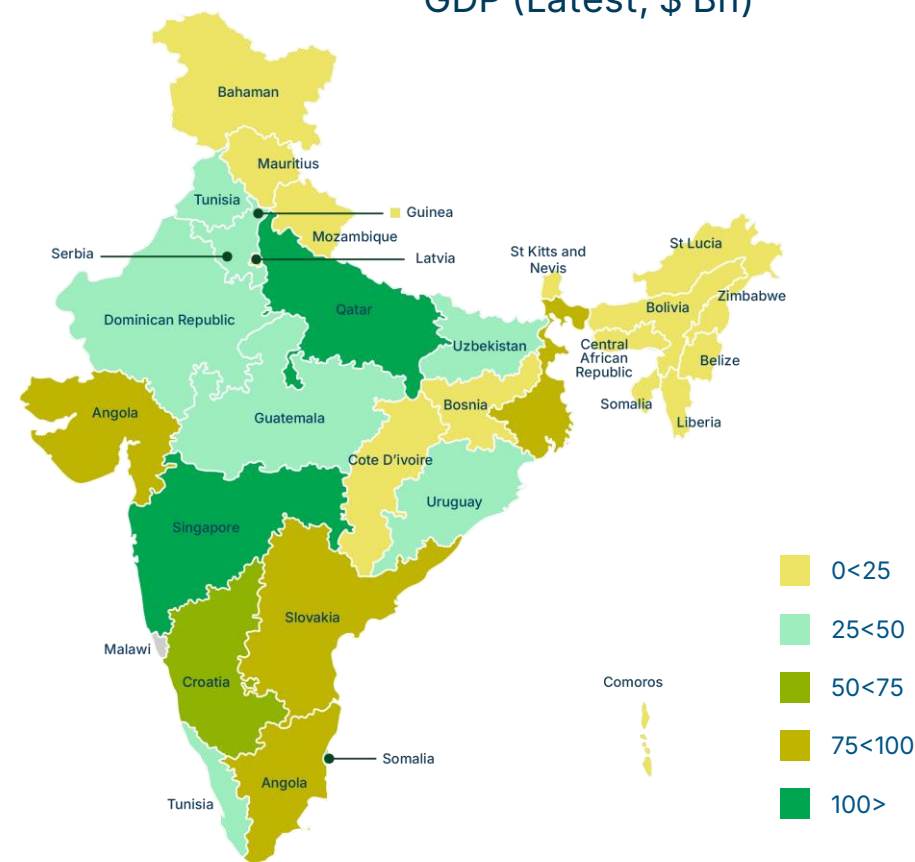 GDP (Latest, $ Bn)
Bahaman
Mauritius
Tunisia
Guinea
Mozambique
Serbia
Latvia
St Kitts and
Nevis
St Lucia
Zimbabwe
Bolivia
Qatar
Dominican Republic
Uzbekistan
Central
African
Republic
Belize
Somalia
Liberia
Angola
Guatemala
Bosnia
Cote D'ivoire
Uruguay
Singapore
Slovakia
Malawi
Croatia
Comoros
Somalia
Angola
Tunisia
0<25
25<50
50<75
75<100
100>